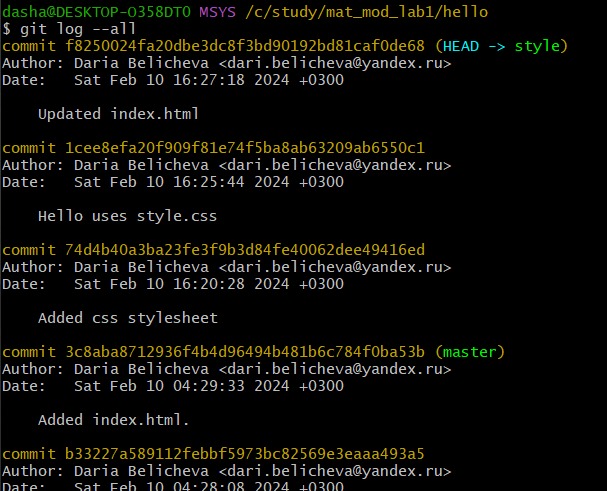 dasha@DESKTOP-O358DT0 MSYS /c/study/mat_mod_lab1/hello
$ git log --all
commit f8250024fa20dbe3dc8f3bd90192bd81caf0de68 (HEAD -> style)
Author: Daria Belicheva <dari.belicheva@yandex.ru>
Date:   Sat Feb 10 16:27:18 2024 +0300
Updated index.html
commit 1cee8efa20f909f81e74f5ba8ab63209ab6550c1
Author: Daria Belicheva <dari.belicheva@yandex.ru>
Date:   Sat Feb 10 16:25:44 2024 +0300
Hello uses style.css
commit 74d4b40a3ba23fe3f9b3d84fe40062dee49416ed
Author: Daria Belicheva <dari.belicheva@yandex.ru>
Date:   Sat Feb 10 16:20:28 2024 +0300
Added css stylesheet
commit 3c8aba8712936f4b4d96494b481b6c784f0ba53b (master)
Author: Daria Belicheva <dari.belicheva@yandex.ru>
Date:   Sat Feb 10 04:29:33 2024 +0300
Added index.html.
commit b33227a589112febbf5973bc82569e3eaaa493a5
Author: Daria Belicheva <dari.belicheva@yandex.ru>
Date:   Sat Feb 10 04:28:08 2024 +0300